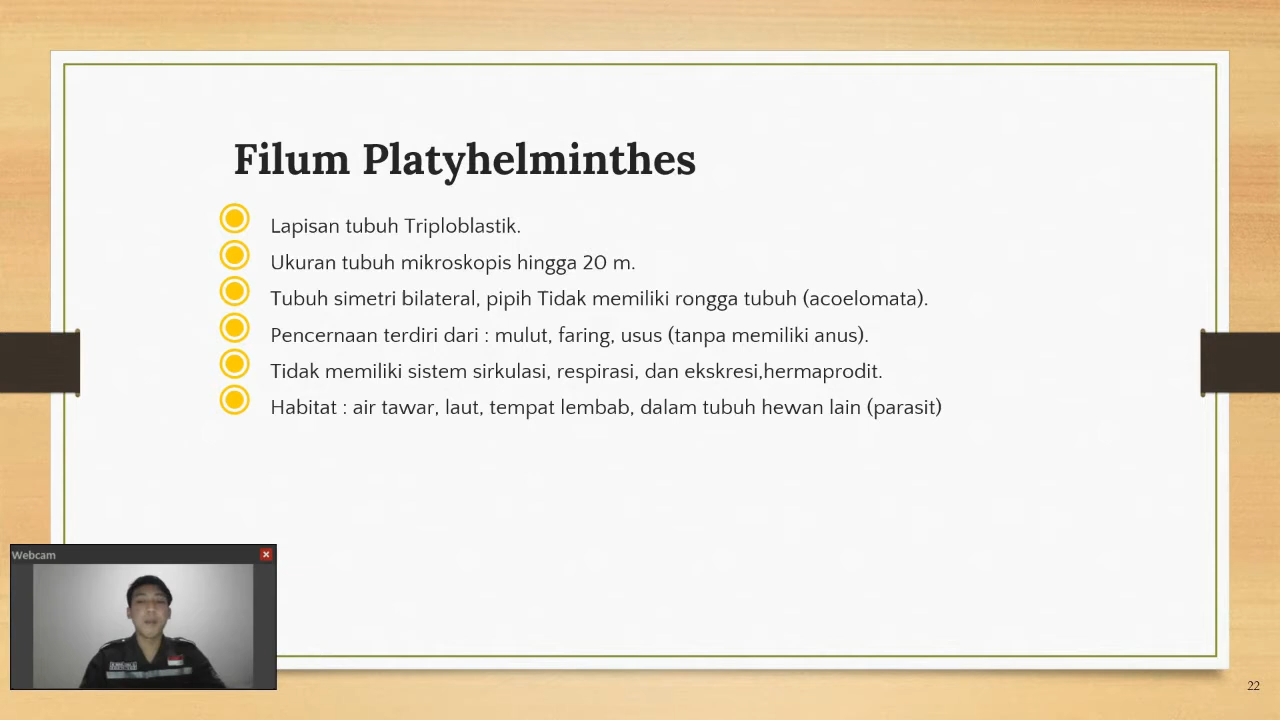 Filum Platyhelminthes
Lapisan tubuh Triploblastik.
Ukuran tubuh mikroskopis hingga 20 m.
Tubuh simetri bilateral, pipih Tidak memiliki rongga tubuh (acoelomata).
Pencernaan terdiri dari : mulut, faring, usus (tanpa memiliki anus).
Tidak memiliki sistem sirkulasi, respirasi, dan ekskresi,hermaprodit.
Habitat : air tawar, laut, tempat lembab, dalam tubuh hewan lain (parasit)
Webcam
22